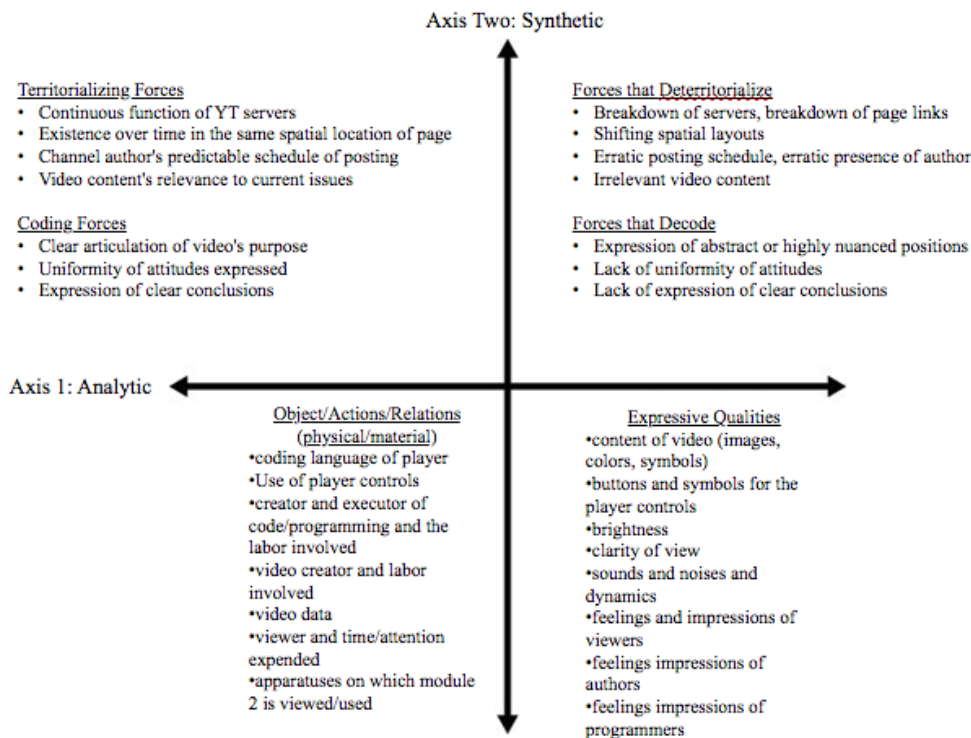 Axis Two: Synthetic
Territorializing Forces
• Continuous function of YT servers
• Existence over time in the same spatial location of page
• Channel author's predictable schedule of posting
• Video content's relevance to current issues
Coding Forces
• Clear articulation of video's purpose
• Uniformity of attitudes expressed
• Expression of clear conclusions
Forces that Deterritorialize
• Breakdown of servers, breakdown of page links
• Shifting spatial layouts
• Erratic posting schedule, erratic presence of author
• Irrelevant video content
Forces that Decode
• Expression of abstract or highly nuanced positions
• Lack of uniformity of attitudes
• Lack of expression of clear conclusions
Axis 1: Analytic
Object/Actions/Relations
(physical/material)
•coding language of player
•Use of player controls
•creator and executor of
code/programming and the
labor involved
•video creator and labor
involved
•video data
•viewer and time/attention
expended
•apparatuses on which module
2 is viewed/used
Expressive Qualities
•content of video (images,
colors, symbols)
•buttons and symbols for the
player controls
•brightness
•clarity of view
•sounds and noises and
dynamics
•feelings and impressions of
viewers
•feelings impressions of
authors
•feelings impressions of
programmers